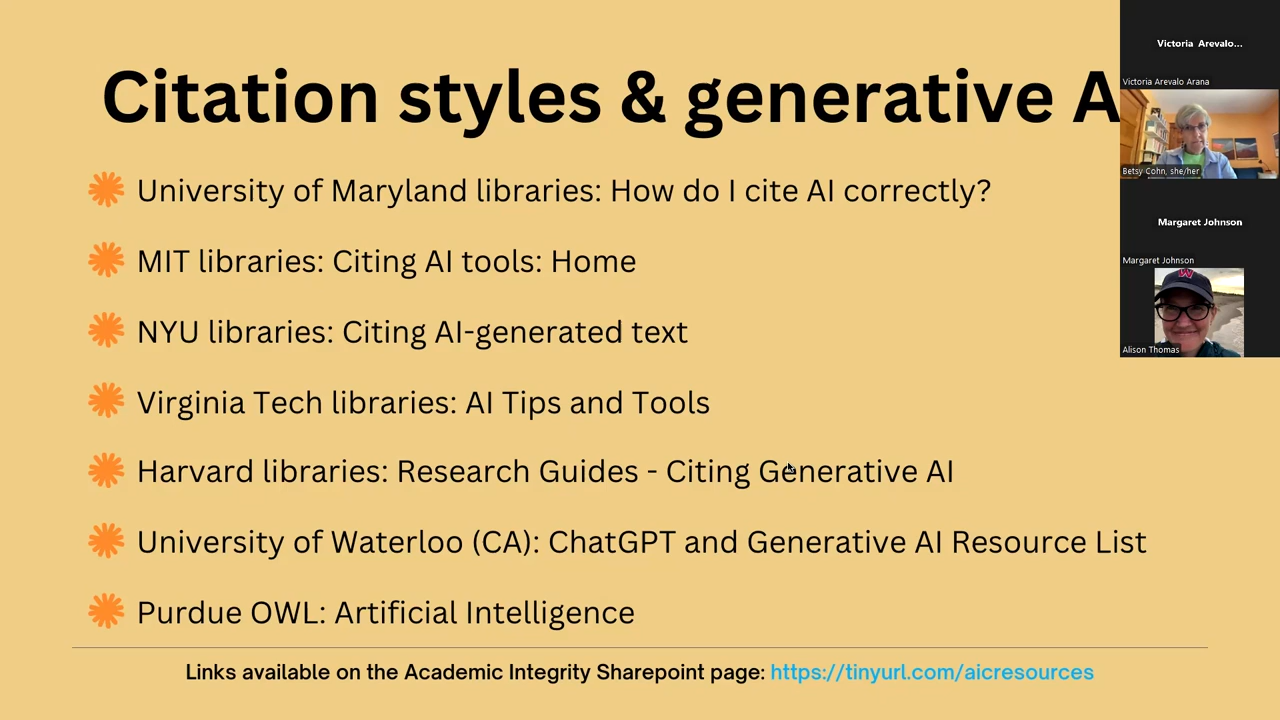 Citation styles & generative A
University of Maryland libraries: How do I cite AI correctly?
MIT libraries: Citing AI tools: Home
NYU libraries: Citing AI-generated text
Virginia Tech libraries: AI Tips and Tools
Harvard libraries: Research Guides - Citing Generative AI
University of Waterloo (CA): ChatGPT and Generative AI Resource List
Purdue OWL: Artificial Intelligence
Links available on the Academic Integrity Sharepoint page: https://tinyurl.com/aicresources
Victoria Arevalo...
Victoria Arevalo Arana
Betsy Cohn, she/her
Margaret Johnson
Margaret Johnson
W
Alison Thomas